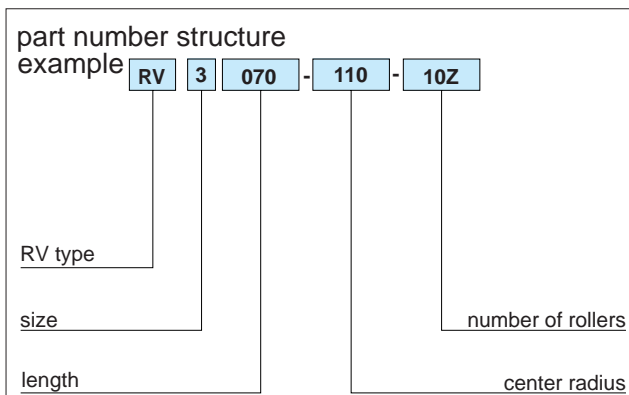 part number structure
example RV 3 070 - 110 - 10Z
RV type
size number of rollers
length center radius